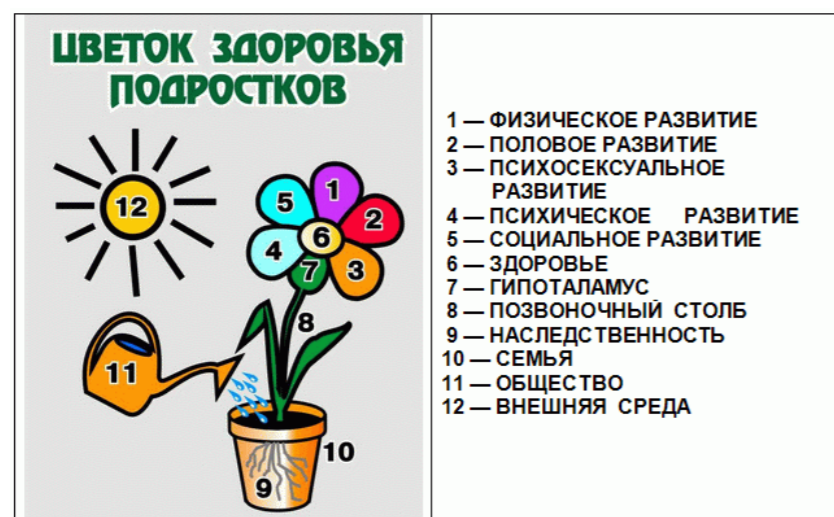 ЦВЕТОК ЗДОРОВЬЯ
ПОДРОСТКОВ
12
5
1
2
6
4
3
7
8
11
10
9
1 — ФИЗИЧЕСКОЕ РАЗВИТИЕ
2 — ПОЛОВОЕ РАЗВИТИЕ
3 — ПСИХОСЕКСУАЛЬНОЕ
РАЗВИТИЕ
4 — ПСИХИЧЕСКОЕ РАЗВИТИЕ
5 — СОЦИАЛЬНОЕ РАЗВИТИЕ
6 — ЗДОРОВЬЕ
7 — ГИПОТАЛАМУС
8 — ПОЗВОНОЧНЫЙ СТОЛБ
9 — НАСЛЕДСТВЕННОСТЬ
10 — СЕМЬЯ
11 — ОБЩЕСТВО
12 — ВНЕШНЯЯ СРЕДА